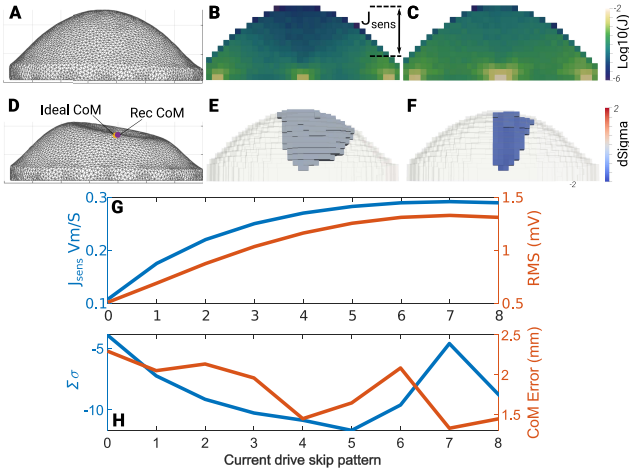 A
B
J_sens
C
-2
Log10(J)
-6
D
Ideal CoM
Rec CoM
E
F
2
dSigma
-2
-2
G
0.3
0.2
0.1
J_sens Vm/S
1.5
1
0.5
RMS (mV)
0 1 2 3 4 5 6 7 8
H
-5
-10
Σ σ
2.5
2
1.5
CoM Error (mm)
0 1 2 3 4 5 6 7 8
Current drive skip pattern